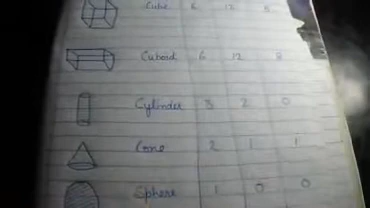 Cube 6 12 8
Cuboid 6 12 8
Cylinder 3 2 0
Cone 2 1 1
Sphere 1 0 0